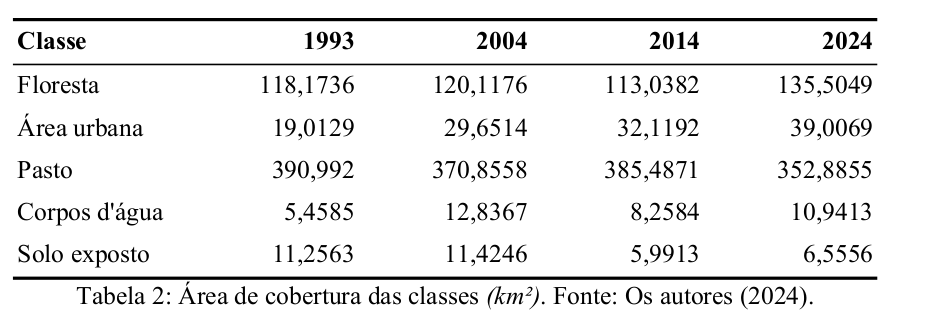 Classe 1993 2004 2014 2024
Floresta 118,1736 120,1176 113,0382 135,5049
Área urbana 19,0129 29,6514 32,1192 39,0069
Pasto 390,992 370,8558 385,4871 352,8855
Corpos d'água 5,4585 12,8367 8,2584 10,9413
Solo exposto 11,2563 11,4246 5,9913 6,5556
Tabela 2: Área de cobertura das classes (km²). Fonte: Os autores (2024).